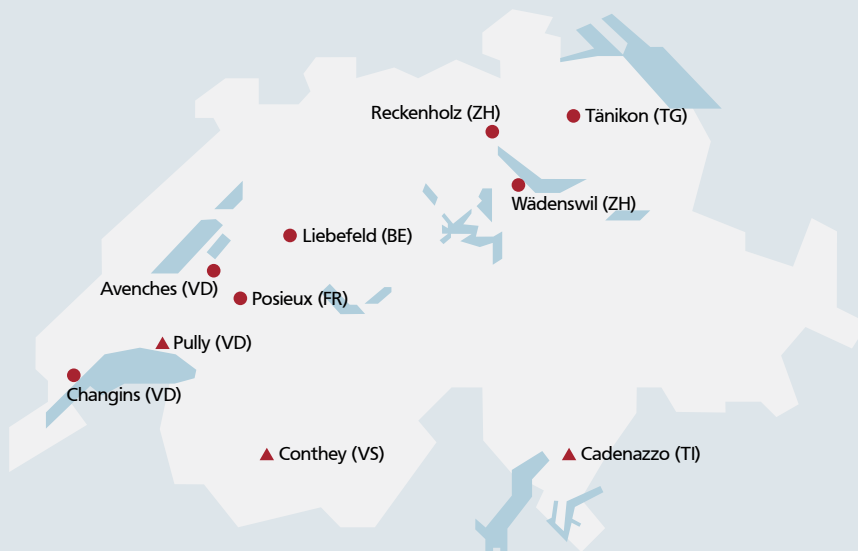 Reckenholz (ZH)
Tänikon (TG)
Wädenswil (ZH)
Liebefeld (BE)
Avenches (VD)
Posieux (FR)
Pully (VD)
Changins (VD)
Conthey (VS)
Cadenazzo (TI)